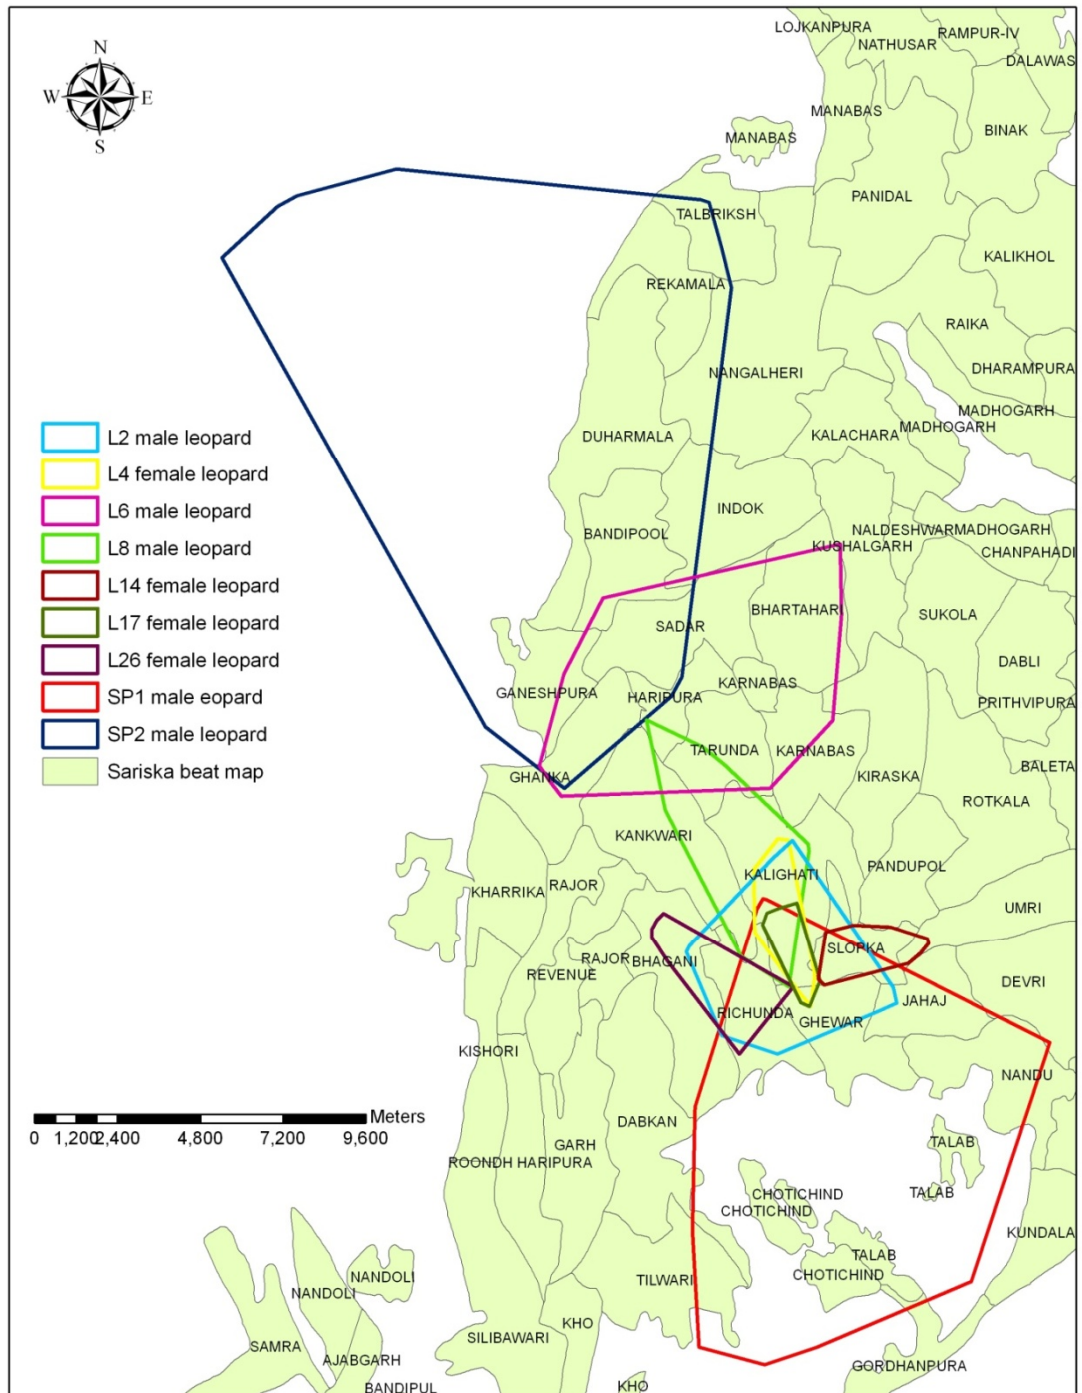 LOJKANPURA
RAMPUR-IV
NATHUSAR
DALAWAS
N
W E
S
MANABAS
BINAK
MANABAS
PANIDAL
TALBRIKSH
KALIKHOL
REKAMALA
RAIKA
NANGALHERI
DHARAMPURA
MADHOGARH
MADHOGARH
DUHARMALA
KALACHARA
L2 male leopard
L4 female leopard
L6 male leopard
L8 male leopard
L14 female leopard
L17 female leopard
L26 female leopard
SP1 male eopard
SP2 male leopard
Sariska beat map
INDOK
BANDIPOOL
NALDESHWARMADHOGARH
KUSHALGARH
CHANPAHADI
BHARTAHARI
SUKOLA
SADAR
DABLI
KARNABAS
GANESHPURA
HARIPURA
PRITHVIPURA
TARUNDA
KARNABAS
BALETA
GHANKA
KIRASKA
ROTKALA
KANKWARI
PANDUPOL
KALIGHATI
RAJOR
KHARRIKA
UMRI
SLOPKA
RAJOR
BHAGANI
REVENUE
DEVRI
JAHAJ
RICHUNDA
GHEWAR
KISHORI
NANDU
Meters
0 1,200 2,400 4,800 7,200 9,600
DABKAN
GARH
TALAB
ROONDH HARIPURA
CHOTICHIND
TALAB
CHOTICHIND
KUNDALA
TALAB
NANDOLI
TILWARI
CHOTICHIND
NANDOLI
KHO
SILIBAWARI
SAMRA
AJABGARH
GORDHANPURA
BANDIPUL
KHO